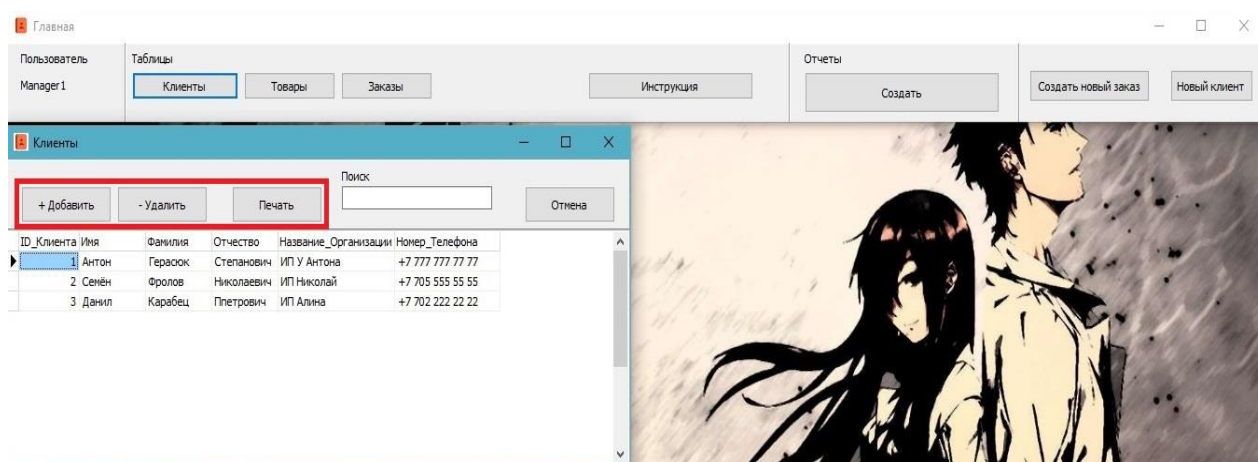 Главная
Пользователь Таблицы Отчеты
Manager1 Клиенты Товары Заказы Инструкция Создать Создать новый заказ Новый клиент
Клиенты
Поиск
+ Добавить - Удалить Печать Отмена
ID_Клиента Имя Фамилия Отчество Название_Организации Номер_Телефона
1 Антон Герасюк Степанович ИП У Антона +7 777 777 77 77
2 Семён Фролов Николаевич ИП Николай +7 705 555 55 55
3 Данил Карабец Ппетрович ИП Алина +7 702 222 22 22